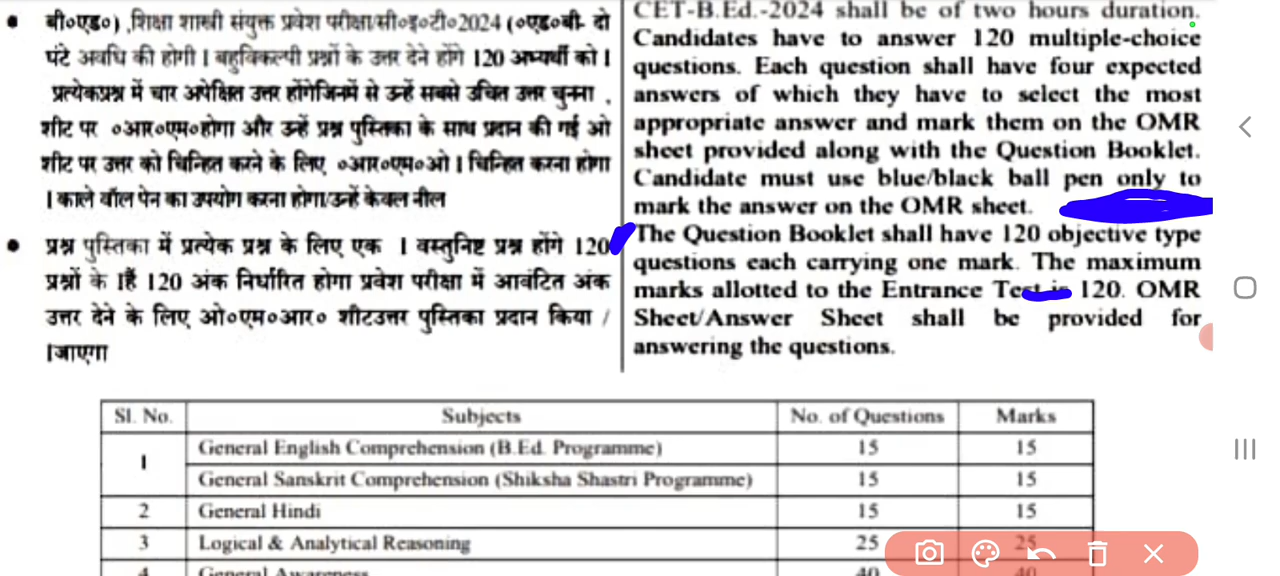 • बी०एड०) ,शिक्षा शास्त्री संयुक्त प्रवेश परीक्षा/सी०इ०टी०2024 (०एड०बी- दो
घंटे अवधि की होगी । बहुविकल्पी प्रश्नों के उत्तर देने होंगे 120 अभ्यर्थी को ।
प्रत्येकप्रश्न में चार अपेक्षित उत्तर होंगेजिनमें से उन्हें सबसे उचित उत्तर चुनना ,
शीट पर ०आर०एम०होगा और उन्हें प्रश्न पुस्तिका के साथ प्रदान की गई ओ
शीट पर उत्तर को चिन्हित करने के लिए ०आर०एम०ओ । चिन्हित करना होगा
। काले बॉल पेन का उपयोग करना होगा/उन्हें केवल नील
• प्रश्न पुस्तिका में प्रत्येक प्रश्न के लिए एक । वस्तुनिष्ट प्रश्न होंगे 120
प्रश्नों के ।हैं 120 अंक निर्धारित होगा प्रवेश परीक्षा में आवंटित अंक
उत्तर देने के लिए ओ०एम०आर० शीटउत्तर पुस्तिका प्रदान किया /
।जाएगा
CET-B.Ed.-2024 shall be of two hours duration.
Candidates have to answer 120 multiple-choice
questions. Each question shall have four expected
answers of which they have to select the most
appropriate answer and mark them on the OMR
sheet provided along with the Question Booklet.
Candidate must use blue/black ball pen only to
mark the answer on the OMR sheet.
The Question Booklet shall have 120 objective type
questions each carrying one mark. The maximum
marks allotted to the Entrance Test is 120. OMR
Sheet/Answer Sheet shall be provided for
answering the questions.
Sl. No. Subjects No. of Questions Marks
1 General English Comprehension (B.Ed. Programme) 15 15
General Sanskrit Comprehension (Shiksha Shastri Programme) 15 15
2 General Hindi 15 15
3 Logical & Analytical Reasoning 25 25
4 General Awareness 40 40